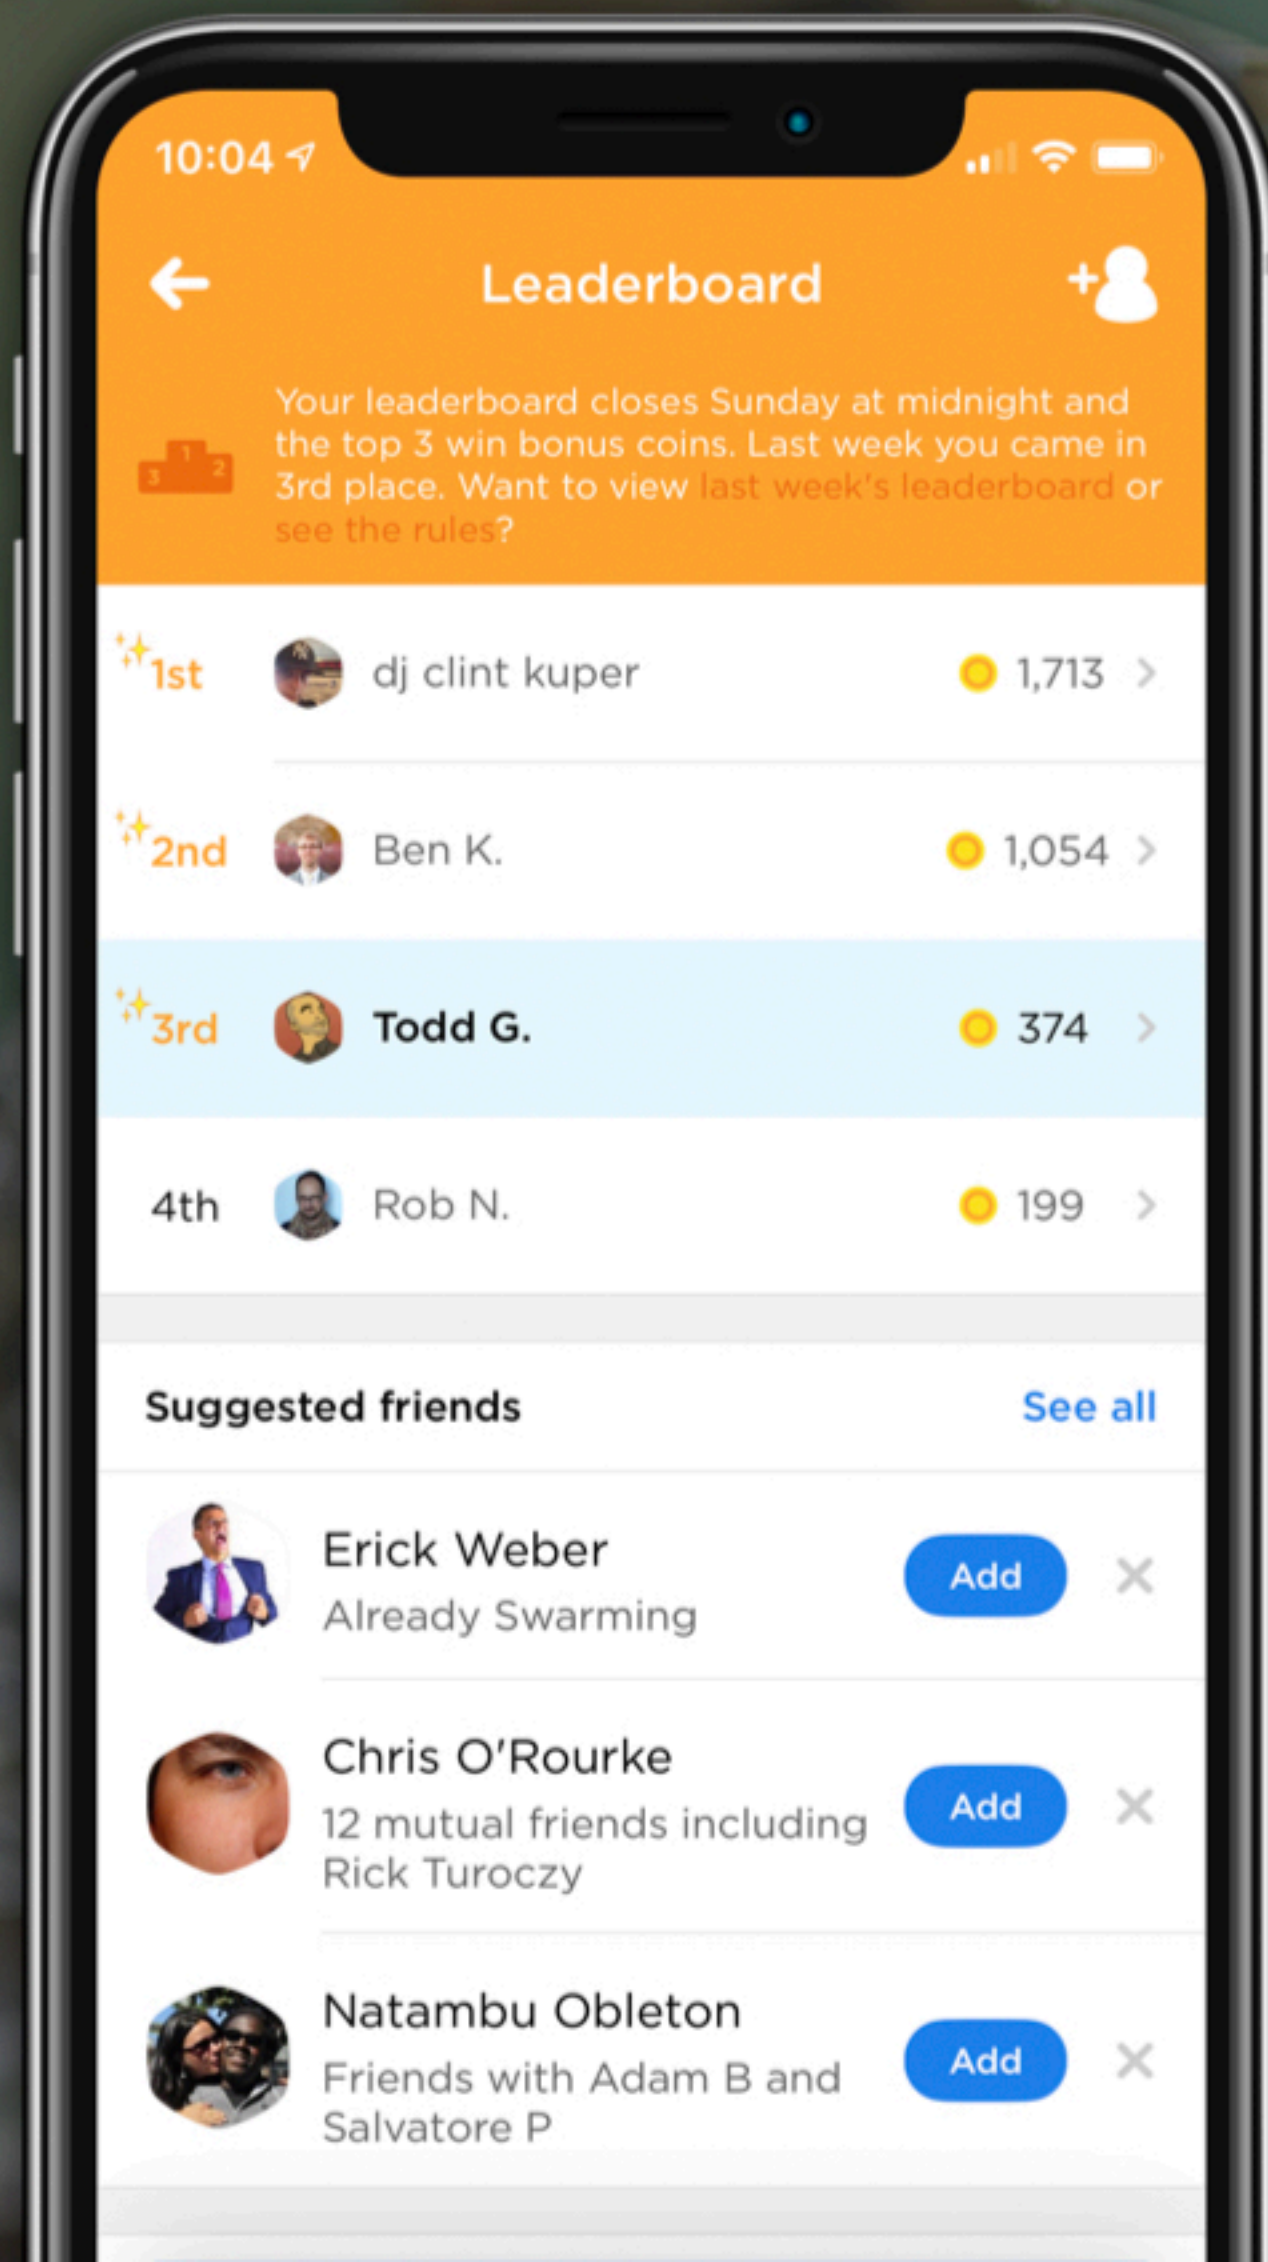 10:04
Leaderboard
Your leaderboard closes Sunday at midnight and
the top 3 win bonus coins. Last week you came in
3rd place. Want to view last week's leaderboard or
see the rules?
1
2
3
1st dj clint kuper 1,713
2nd Ben K. 1,054
3rd Todd G. 374
4th Rob N. 199
Suggested friends See all
Erick Weber
Already Swarming
Add
Chris O'Rourke
12 mutual friends including
Rick Turoczy
Add
Natambu Obleton
Friends with Adam B and
Salvatore P
Add